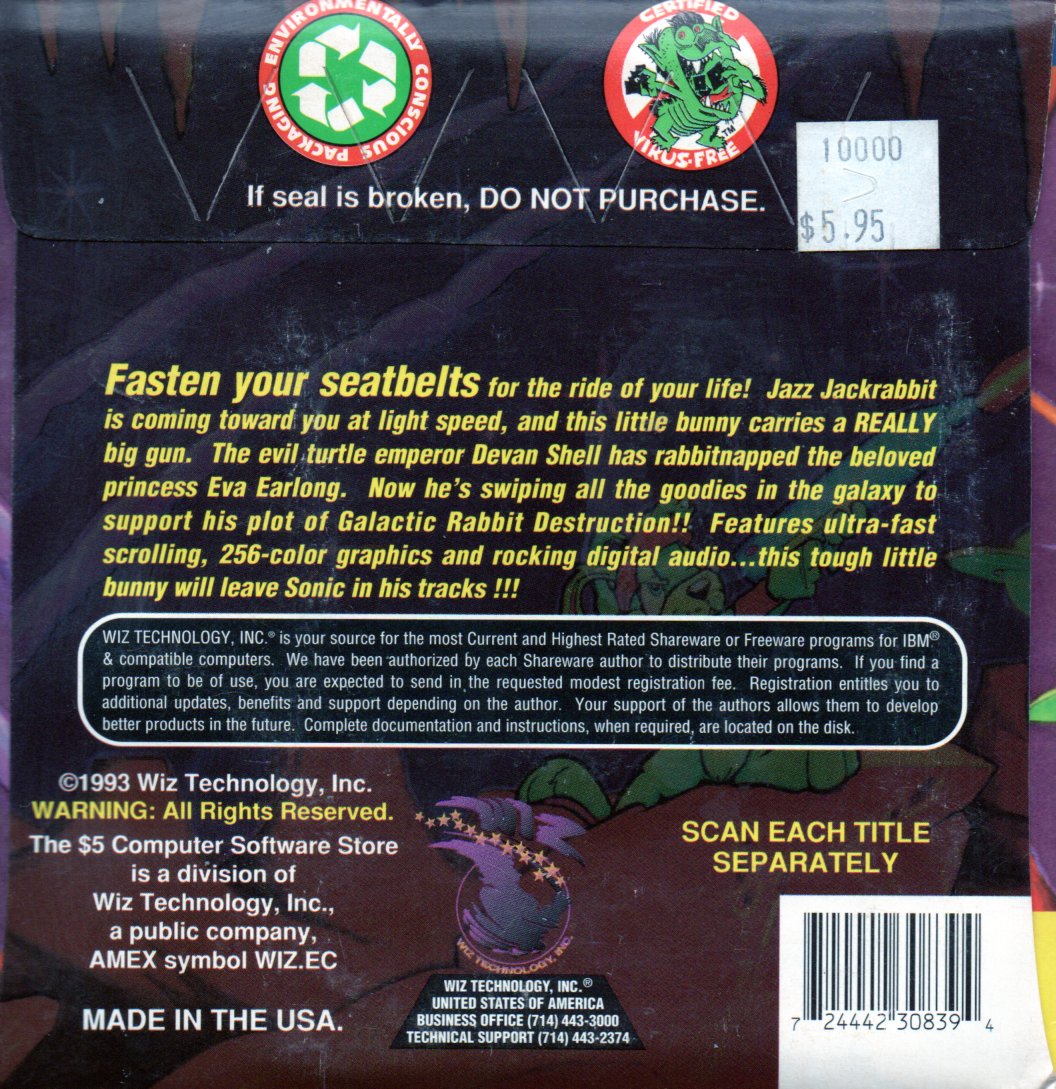 ENVIRONMENTALLY CONSCIOUS PACKAGING
CERTIFIED
VIRUS-FREE
TM
10000
$5.95
If seal is broken, DO NOT PURCHASE.
Fasten your seatbelts for the ride of your life! Jazz Jackrabbit
is coming toward you at light speed, and this little bunny carries a REALLY
big gun. The evil turtle emperor Devan Shell has rabbitnapped the beloved
princess Eva Earlong. Now he's swiping all the goodies in the galaxy to
support his plot of Galactic Rabbit Destruction!! Features ultra-fast
scrolling, 256-color graphics and rocking digital audio...this tough little
bunny will leave Sonic in his tracks !!!
WIZ TECHNOLOGY, INC.® is your source for the most Current and Highest Rated Shareware or Freeware programs for IBM®
& compatible computers. We have been authorized by each Shareware author to distribute their programs. If you find a
program to be of use, you are expected to send in the requested modest registration fee. Registration entitles you to
additional updates, benefits and support depending on the author. Your support of the authors allows them to develop
better products in the future. Complete documentation and instructions, when required, are located on the disk.
©1993 Wiz Technology, Inc.
WARNING: All Rights Reserved.
The $5 Computer Software Store
is a division of
Wiz Technology, Inc.,
a public company,
AMEX symbol WIZ.EC
MADE IN THE USA.
WIZ TECHNOLOGY, INC.
WIZ TECHNOLOGY, INC.®
UNITED STATES OF AMERICA
BUSINESS OFFICE (714) 443-3000
TECHNICAL SUPPORT (714) 443-2374
SCAN EACH TITLE
SEPARATELY
7 24442 30839 4